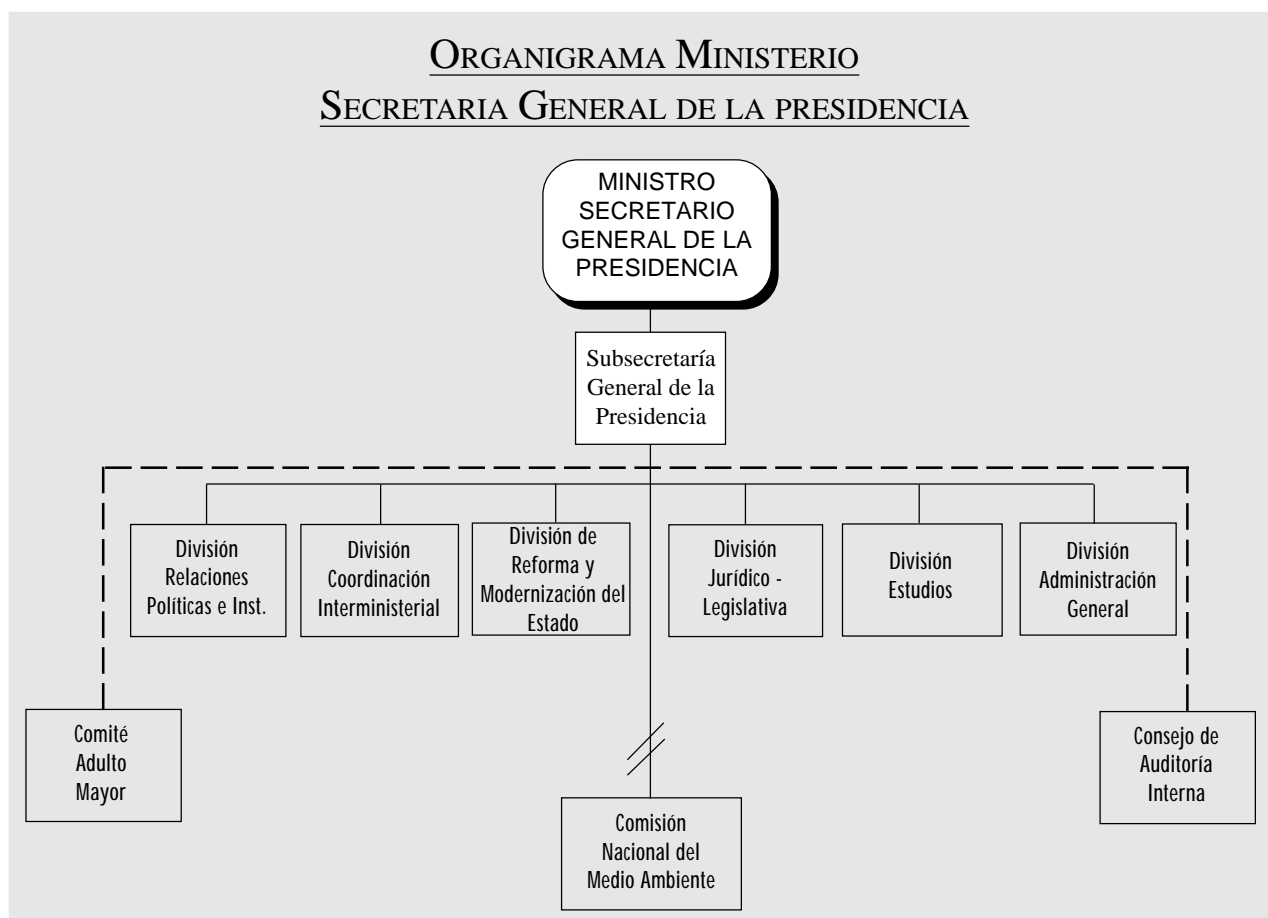 ORGANIGRAMA MINISTERIO
SECRETARIA GENERAL DE LA PRESIDENCIA
MINISTRO
SECRETARIO
GENERAL DE LA
PRESIDENCIA
Subsecretaría
General de la
Presidencia
División
Relaciones
Políticas e Inst.
División
Coordinación
Interministerial
División de
Reforma y
Modernización del
Estado
División
Jurídico -
Legislativa
División
Estudios
División
Administración
General
Comité
Adulto
Mayor
Consejo de
Auditoría
Interna
Comisión
Nacional del
Medio Ambiente